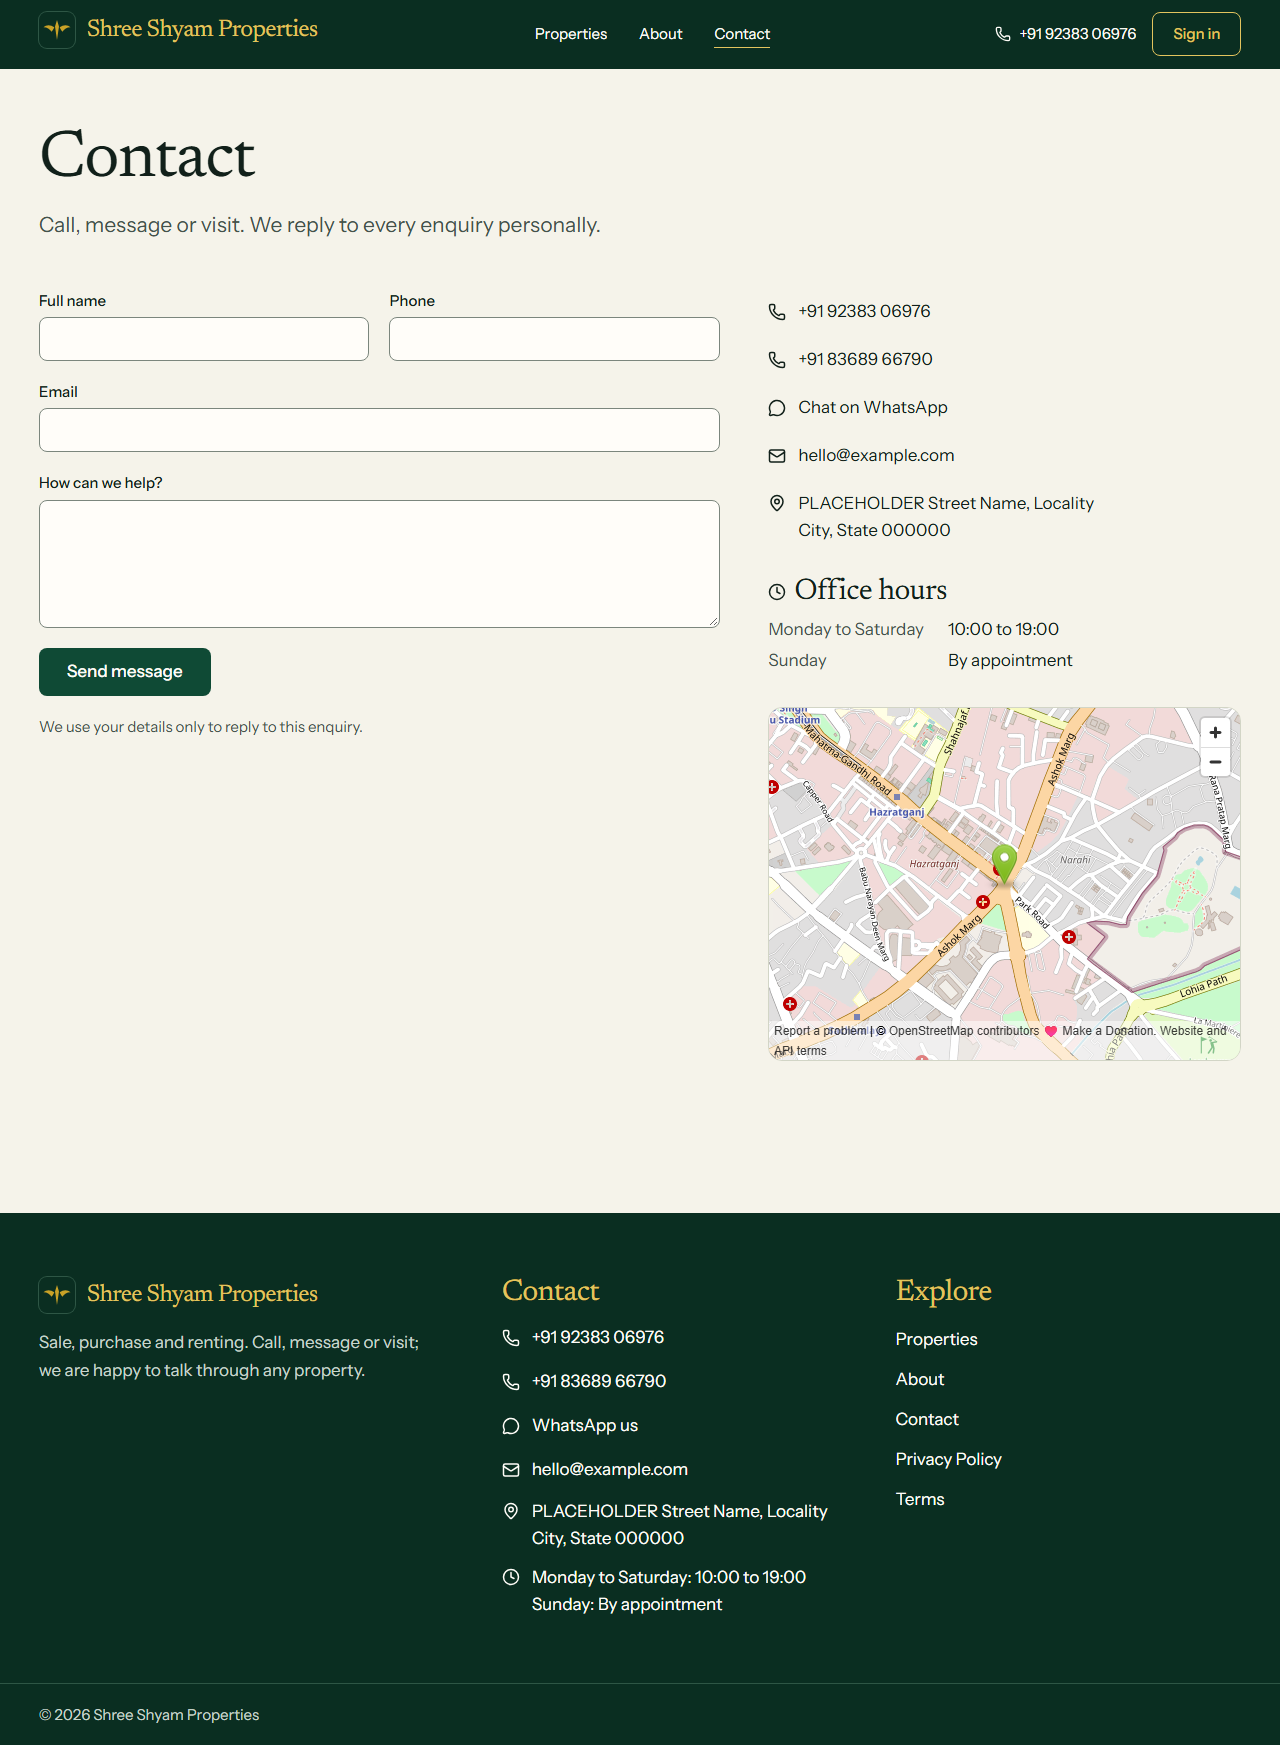 Shree Shyam Properties
Properties
About
Contact
+91 92383 06976
Sign in
Contact
Call, message or visit. We reply to every enquiry personally.
Full name
Phone
Email
How can we help?
Send message
We use your details only to reply to this enquiry.
+91 92383 06976
+91 83689 66790
Chat on WhatsApp
hello@example.com
PLACEHOLDER Street Name, Locality
City, State 000000
Office hours
Monday to Saturday 10:00 to 19:00
Sunday By appointment
Singh
u Stadium
Mahatma Gandhi Road
Shahnajaf
Ashok Marg
Rana Pratap Marg
Capper Road
Hazratganj
Hazratganj
Narahi
Babu Narayan Deen Marg
Park Road
Ashok Marg
Lohia Path
La Martiniere
Report a problem | © OpenStreetMap contributors Make a Donation. Website and
API terms
Shree Shyam Properties
Sale, purchase and renting. Call, message or visit;
we are happy to talk through any property.
Contact
+91 92383 06976
+91 83689 66790
WhatsApp us
hello@example.com
PLACEHOLDER Street Name, Locality
City, State 000000
Monday to Saturday: 10:00 to 19:00
Sunday: By appointment
Explore
Properties
About
Contact
Privacy Policy
Terms
© 2026 Shree Shyam Properties